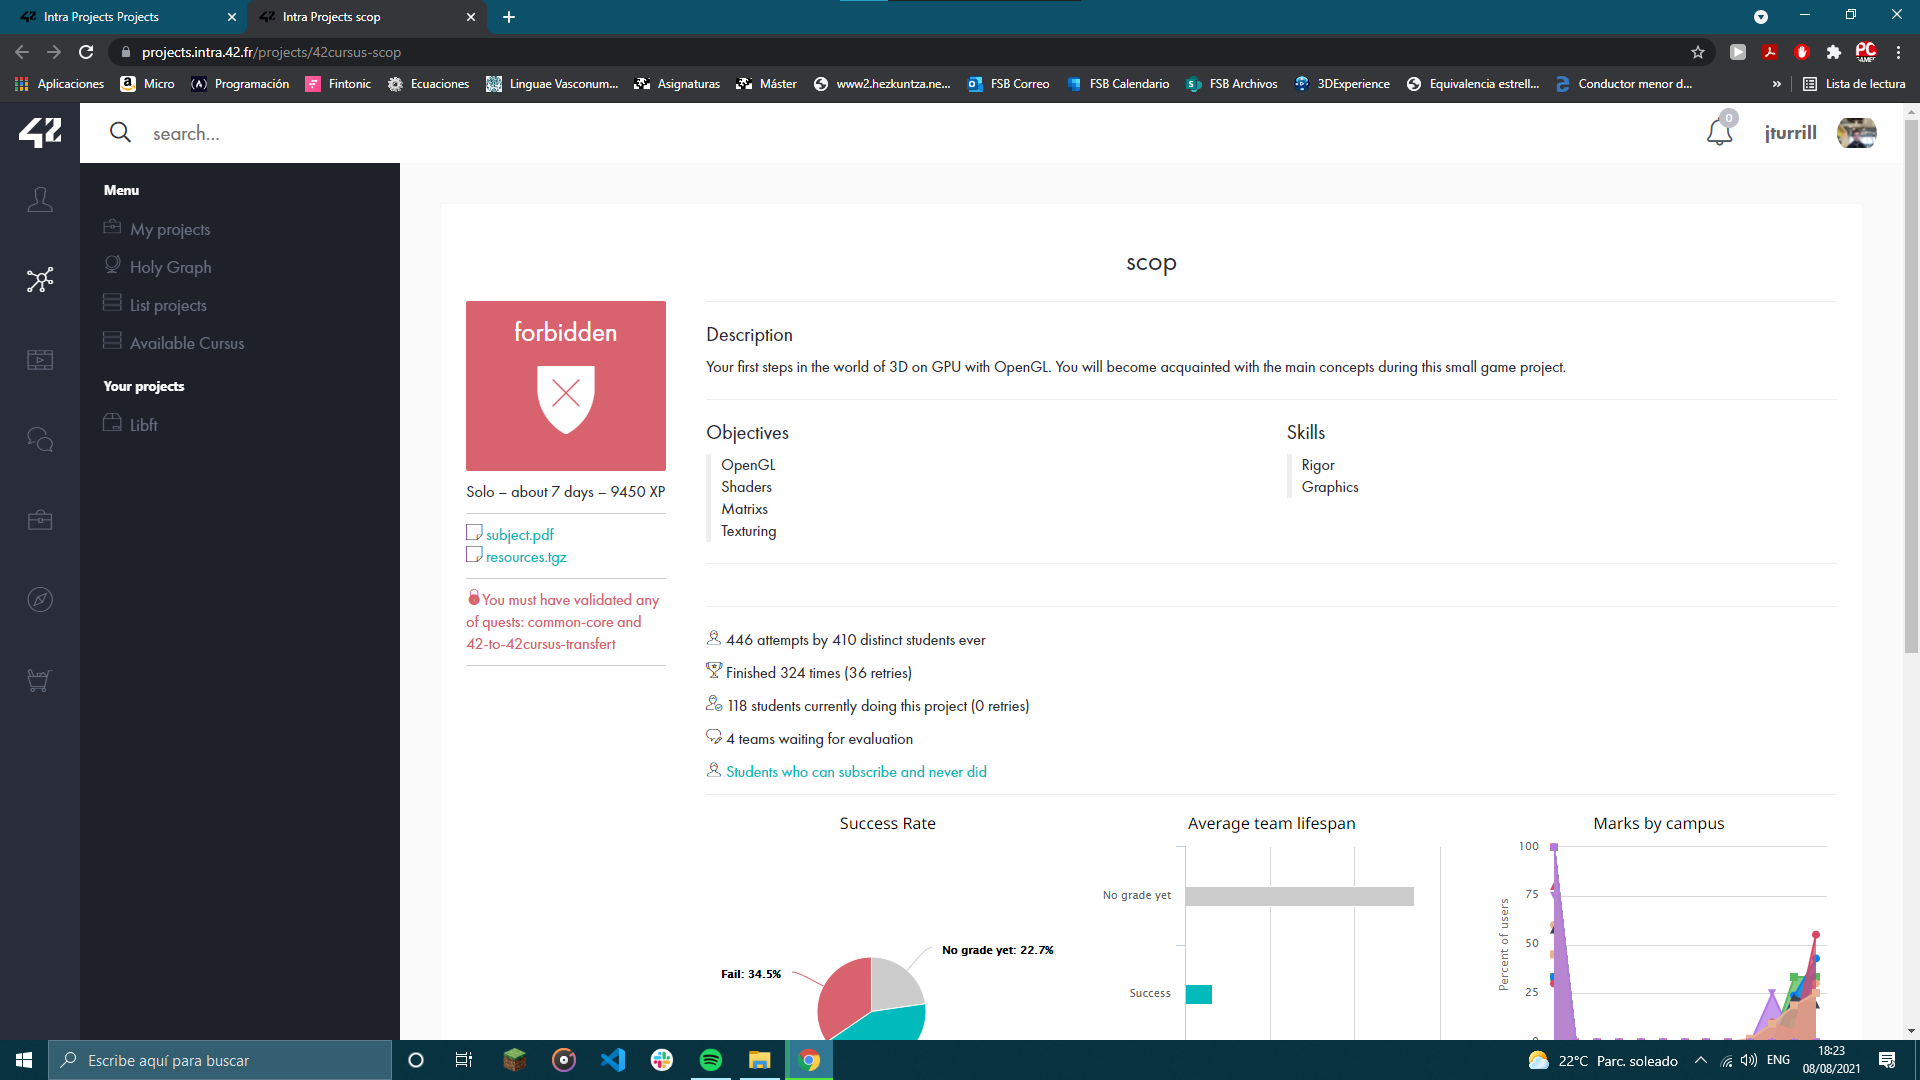 Intra Projects Projects
Intra Projects scop
projects.intra.42.fr/projects/42cursus-scop
Aplicaciones
Micro
Programación
Fintonic
Ecuaciones
Linguae Vasconum...
Asignaturas
Máster
www2.hezkuntza.ne...
FSB Correo
FSB Calendario
FSB Archivos
3DExperience
Equivalencia estrell...
Conductor menor d...
»
Lista de lectura
42
search...
0
jturrill
Menu
My projects
Holy Graph
List projects
Available Cursus
Your projects
Libft
scop
forbidden
Solo – about 7 days – 9450 XP
subject.pdf
resources.tgz
You must have validated any
of quests: common-core and
42-to-42cursus-transfert
Description
Your first steps in the world of 3D on GPU with OpenGL. You will become acquainted with the main concepts during this small game project.
Objectives
OpenGL
Shaders
Matrixs
Texturing
Skills
Rigor
Graphics
446 attempts by 410 distinct students ever
Finished 324 times (36 retries)
118 students currently doing this project (0 retries)
4 teams waiting for evaluation
Students who can subscribe and never did
Success Rate
No grade yet: 22.7%
Fail: 34.5%
Average team lifespan
No grade yet
Success
Marks by campus
Percent of users
100
75
50
25
0
Escribe aquí para buscar
22°C Parc. soleado
ENG
18:23
08/08/2021